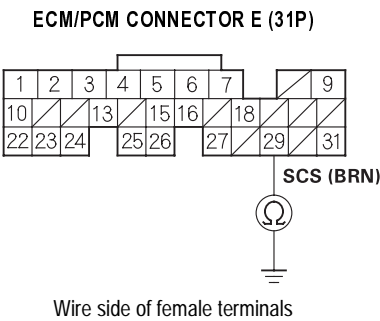 ECM/PCM CONNECTOR E (31P)
1 2 3 4 5 6 7 9
10 13 15 16 18
22 23 24 25 26 27 29 31
SCS (BRN)
Ω
Wire side of female terminals